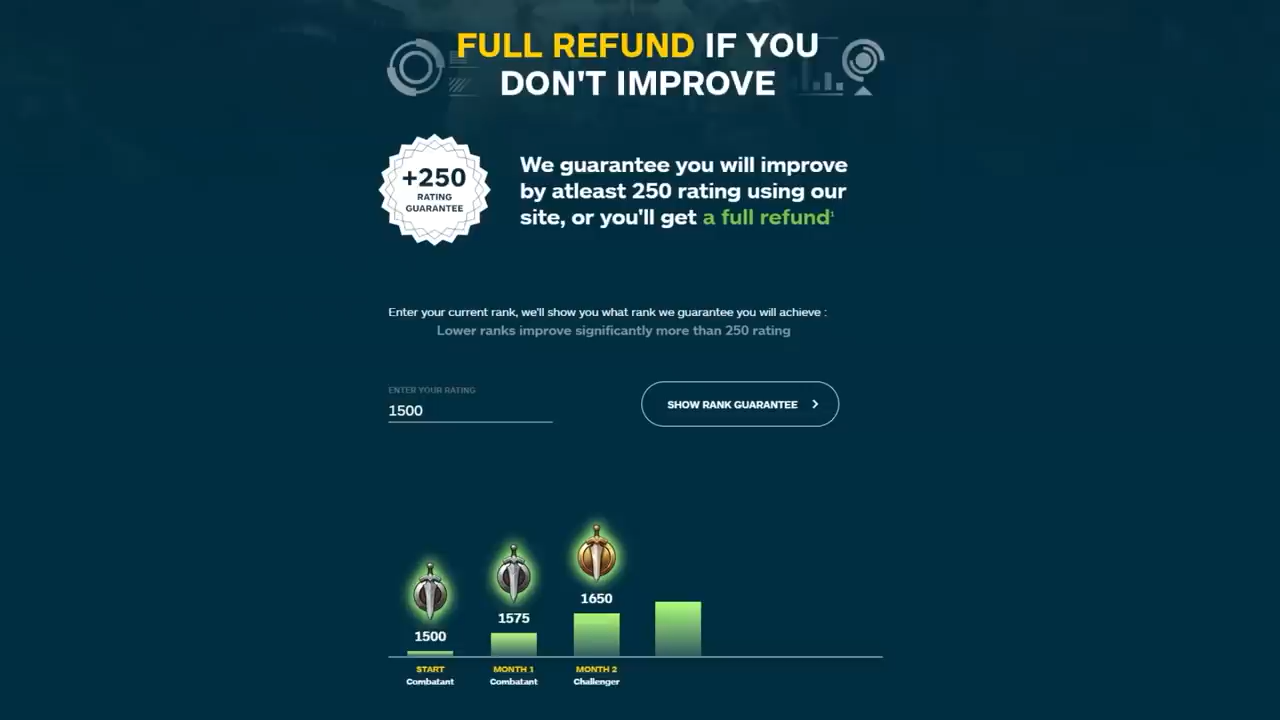 FULL REFUND IF YOU
DON'T IMPROVE
+250
RATING
GUARANTEE
We guarantee you will improve
by atleast 250 rating using our
site, or you'll get a full refund¹
Enter your current rank, we'll show you what rank we guarantee you will achieve :
Lower ranks improve significantly more than 250 rating
ENTER YOUR RATING
1500
SHOW RANK GUARANTEE
1500
1575
1650
START
MONTH 1
MONTH 2
Combatant
Combatant
Challenger